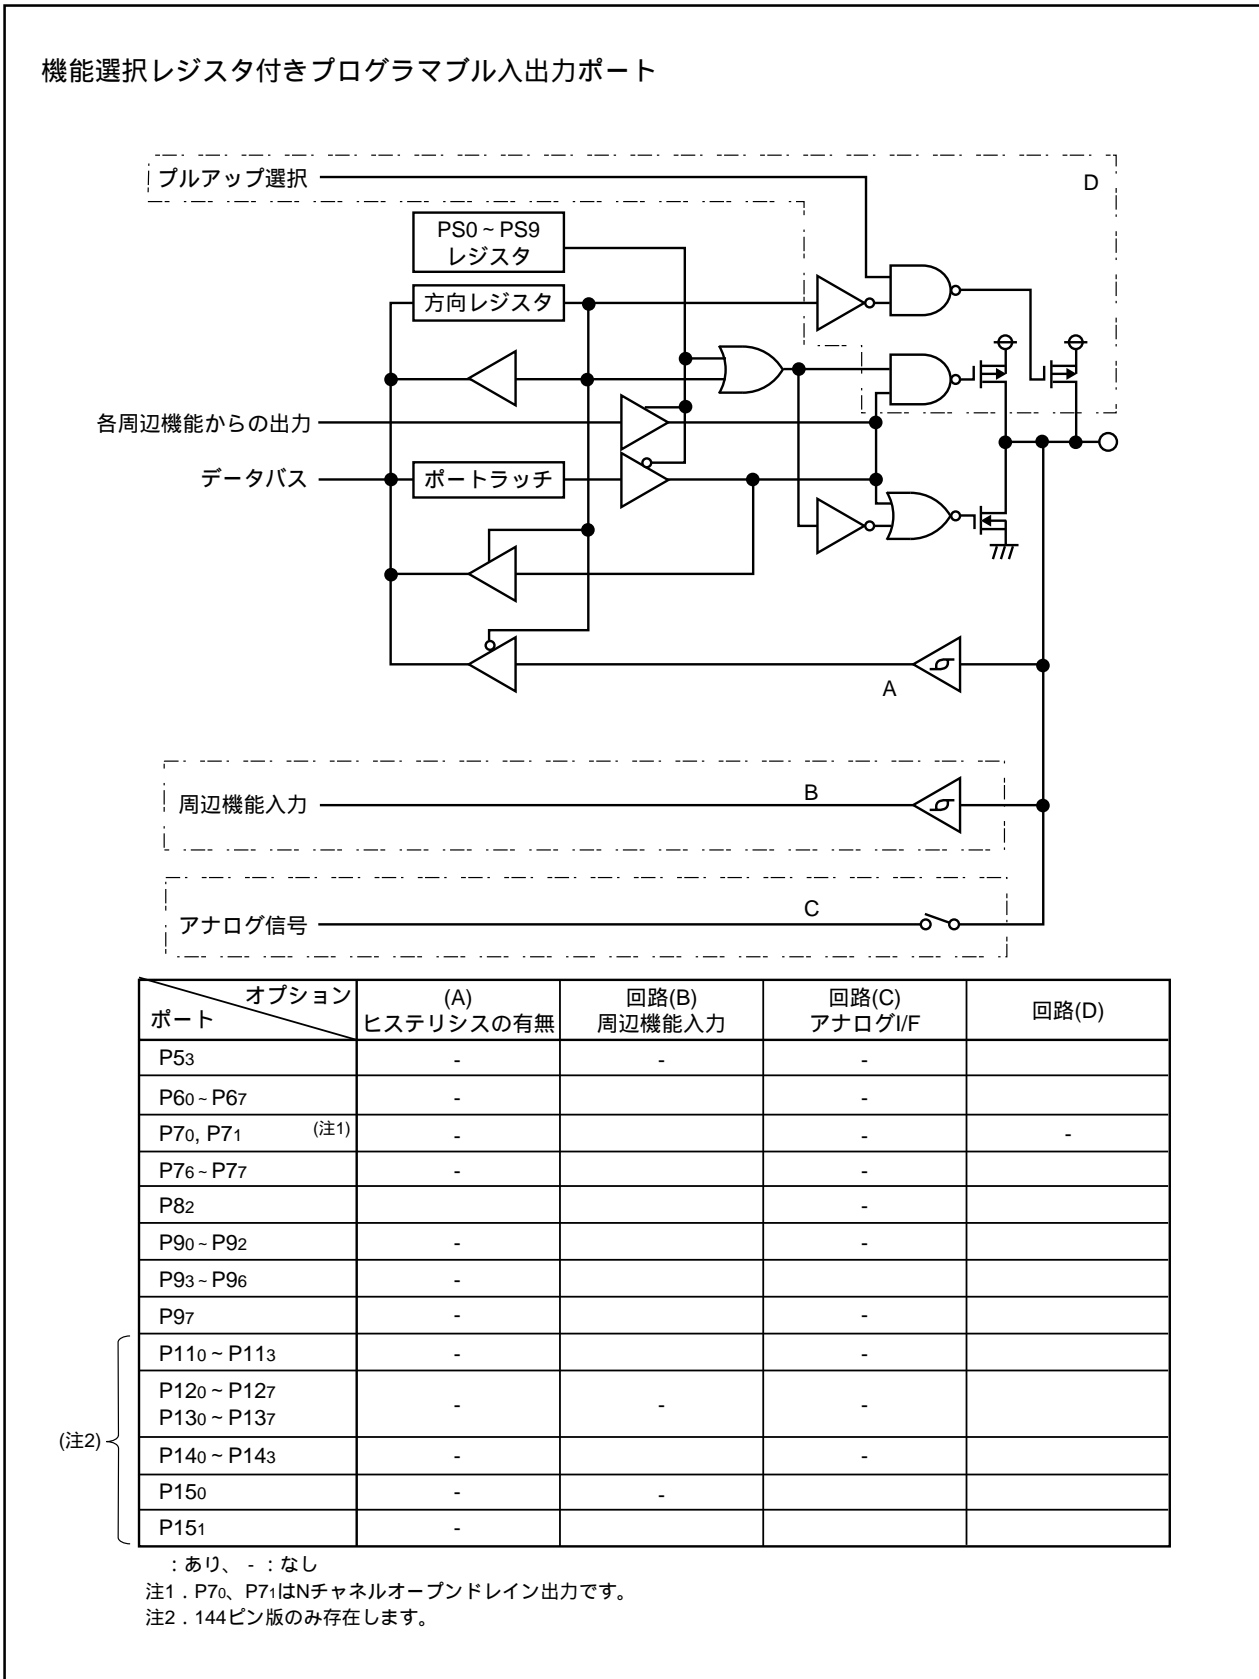 機能選択レジスタ付きプログラマブル入出力ポート
プルアップ選択
D
PS0 ~ PS9
レジスタ
方向レジスタ
各周辺機能からの出力
データバス
ポートラッチ
A
周辺機能入力
B
アナログ信号
C
オプション
ポート
(A)
ヒステリシスの有無
回路(B)
周辺機能入力
回路(C)
アナログI/F
回路(D)
P53 - - -
P60 ~ P67 - -
P70, P71 (注1) - - -
P76 ~ P77 - -
P82 -
P90 ~ P92 - -
P93 ~ P96 -
P97 - -
P110 ~ P113 - -
P120 ~ P127
P130 ~ P137 - - -
(注2)
P140 ~ P143 - -
P150 - -
P151 -
：あり、 - ：なし
注1．P70、P71はNチャネルオープンドレイン出力です。
注2．144ピン版のみ存在します。